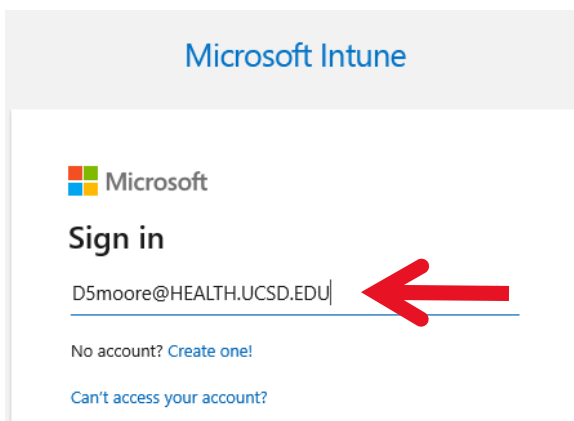 Microsoft Intune
Microsoft
Sign in
D5moore@HEALTH.UCSD.EDU
No account? Create one!
Can't access your account?